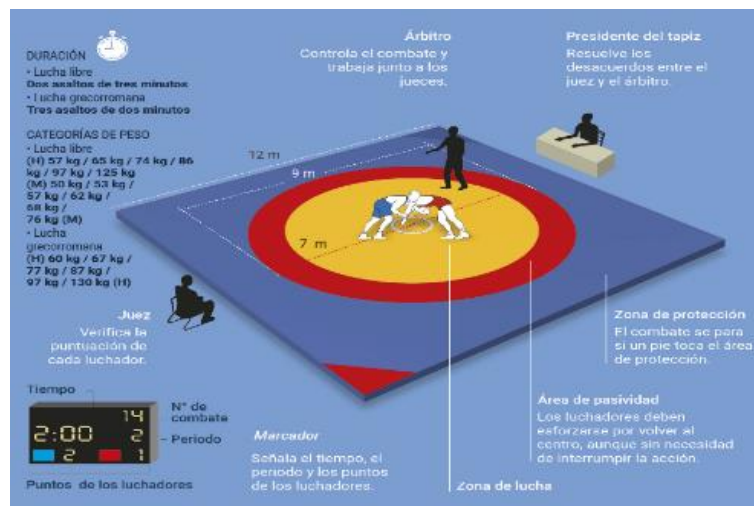 DURACIÓN
• Lucha libre
Dos asaltos de tres minutos
• Lucha grecorromana
Tres asaltos de dos minutos
CATEGORÍAS DE PESO
• Lucha libre
(H) 57 kg / 65 kg / 74 kg / 86
kg / 97 kg / 125 kg
(M) 50 kg / 53 kg /
57 kg / 62 kg /
68 kg /
76 kg (M)
• Lucha
grecorromana
(H) 60 kg / 67 kg /
77 kg / 87 kg /
97 kg / 130 kg (H)
Árbitro
Controla el combate y
trabaja junto a los
jueces.
Presidente del tapiz
Resuelve los
desacuerdos entre el
juez y el árbitro.
12 m
9 m
7 m
Juez
Verifica la
puntuación de
cada luchador.
Zona de protección
El combate se para
si un pie toca el área
de protección.
Área de pasividad
Los luchadores deben
esforzarse por volver al
centro, aunque sin necesidad
de interrumpir la acción.
Zona de lucha
Marcador
Señala el tiempo, el
periodo y los puntos
de los luchadores.
Tiempo
14
2:00
2
2
1
N° de
combate
Periodo
Puntos de los luchadores